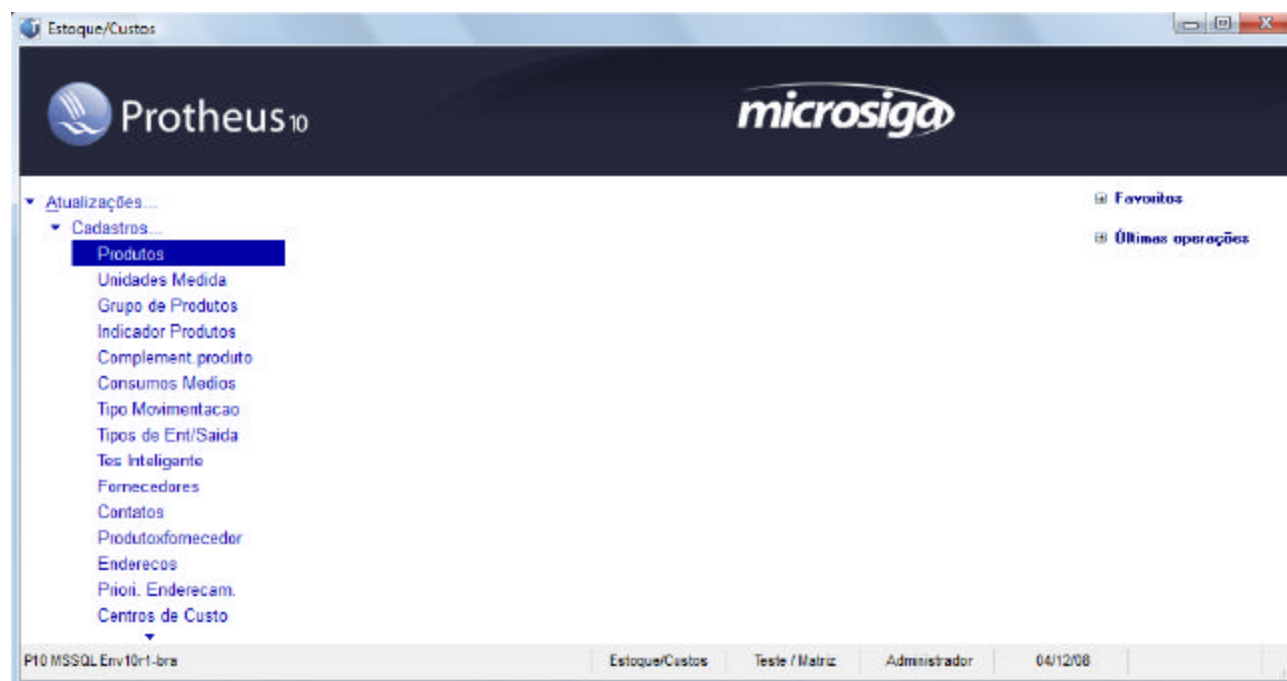 Estoque/Custos
Protheus 10
microsiga
Atualizações...
Cadastros...
Produtos
Unidades Medida
Grupo de Produtos
Indicador Produtos
Complement.produto
Consumos Medios
Tipo Movimentacao
Tipos de Ent/Saida
Tes Inteligente
Fornecedores
Contatos
Produtoxfornecedor
Enderecos
Priori. Enderecam.
Centros de Custo
Favoritos
Últimas operações
P10 MSSQL Env10r1-bra Estoque/Custos Teste / Matriz Administrador 04/12/08